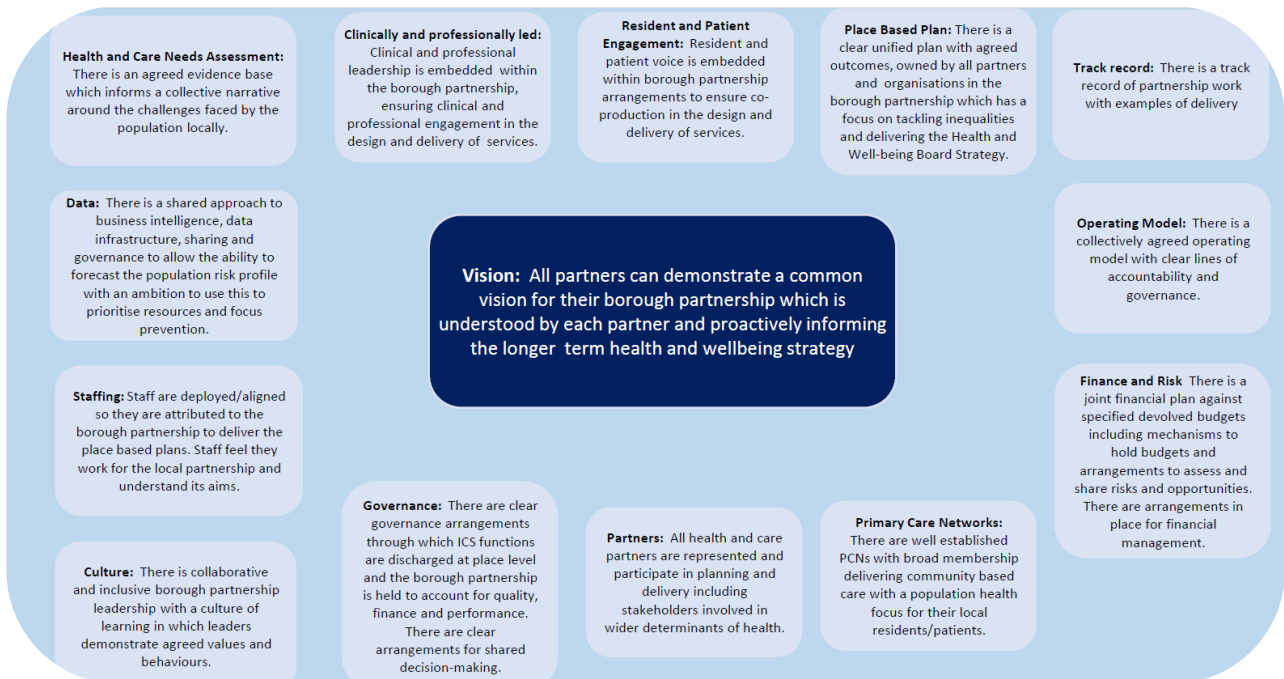 Health and Care Needs Assessment:
There is an agreed evidence base
which informs a collective narrative
around the challenges faced by the
population locally.
Clinically and professionally led:
Clinical and professional
leadership is embedded within
the borough partnership,
ensuring clinical and
professional engagement in the
design and delivery of services.
Resident and Patient
Engagement: Resident and
patient voice is embedded
within borough partnership
arrangements to ensure co-
production in the design and
delivery of services.
Place Based Plan: There is a
clear unified plan with agreed
outcomes, owned by all partners
and organisations in the
borough partnership which has a
focus on tackling inequalities
and delivering the Health and
Well-being Board Strategy.
Track record: There is a track
record of partnership work
with examples of delivery
Data: There is a shared approach to
business intelligence, data
infrastructure, sharing and
governance to allow the ability to
forecast the population risk profile
with an ambition to use this to
prioritise resources and focus
prevention.
Vision: All partners can demonstrate a common
vision for their borough partnership which is
understood by each partner and proactively informing
the longer term health and wellbeing strategy
Operating Model: There is a
collectively agreed operating
model with clear lines of
accountability and
governance.
Staffing: Staff are deployed/aligned
so they are attributed to the
borough partnership to deliver the
place based plans. Staff feel they
work for the local partnership and
understand its aims.
Finance and Risk There is a
joint financial plan against
specified devolved budgets
including mechanisms to
hold budgets and
arrangements to assess and
share risks and opportunities.
There are arrangements in
place for financial
management.
Culture: There is collaborative
and inclusive borough partnership
leadership with a culture of
learning in which leaders
demonstrate agreed values and
behaviours.
Governance: There are clear
governance arrangements
through which ICS functions
are discharged at place level
and the borough partnership
is held to account for quality,
finance and performance.
There are clear
arrangements for shared
decision-making.
Partners: All health and care
partners are represented and
participate in planning and
delivery including
stakeholders involved in
wider determinants of health.
Primary Care Networks:
There are well established
PCNs with broad membership
delivering community based
care with a population health
focus for their local
residents/patients.